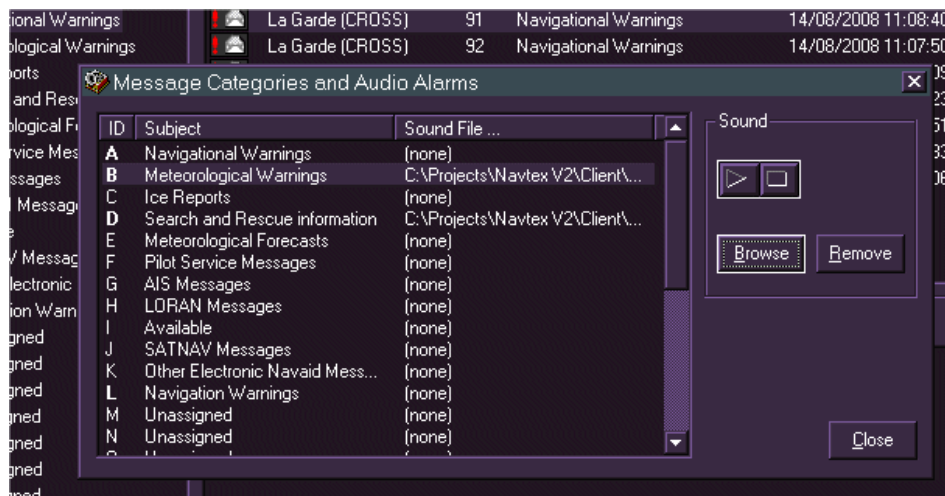 ional Warnings La Garde (CROSS) 91 Navigational Warnings 14/08/2008 11:08:40
ological Warnings La Garde (CROSS) 92 Navigational Warnings 14/08/2008 11:07:50
ports
and Res
ological F
rvice Mes
ssages
Messag
e
V Messag
lectronic
ion Warn
gned
gned
gned
gned
gned
gned
gned
Message Categories and Audio Alarms
ID Subject Sound File ...
A Navigational Warnings (none)
B Meteorological Warnings C:\Projects\Navtex V2\Client\...
C Ice Reports (none)
D Search and Rescue information C:\Projects\Navtex V2\Client\...
E Meteorological Forecasts (none)
F Pilot Service Messages (none)
G AIS Messages (none)
H LORAN Messages (none)
I Available (none)
J SATNAV Messages (none)
K Other Electronic Navaid Mess... (none)
L Navigation Warnings (none)
M Unassigned (none)
N Unassigned (none)
Sound
Browse Remove
Close